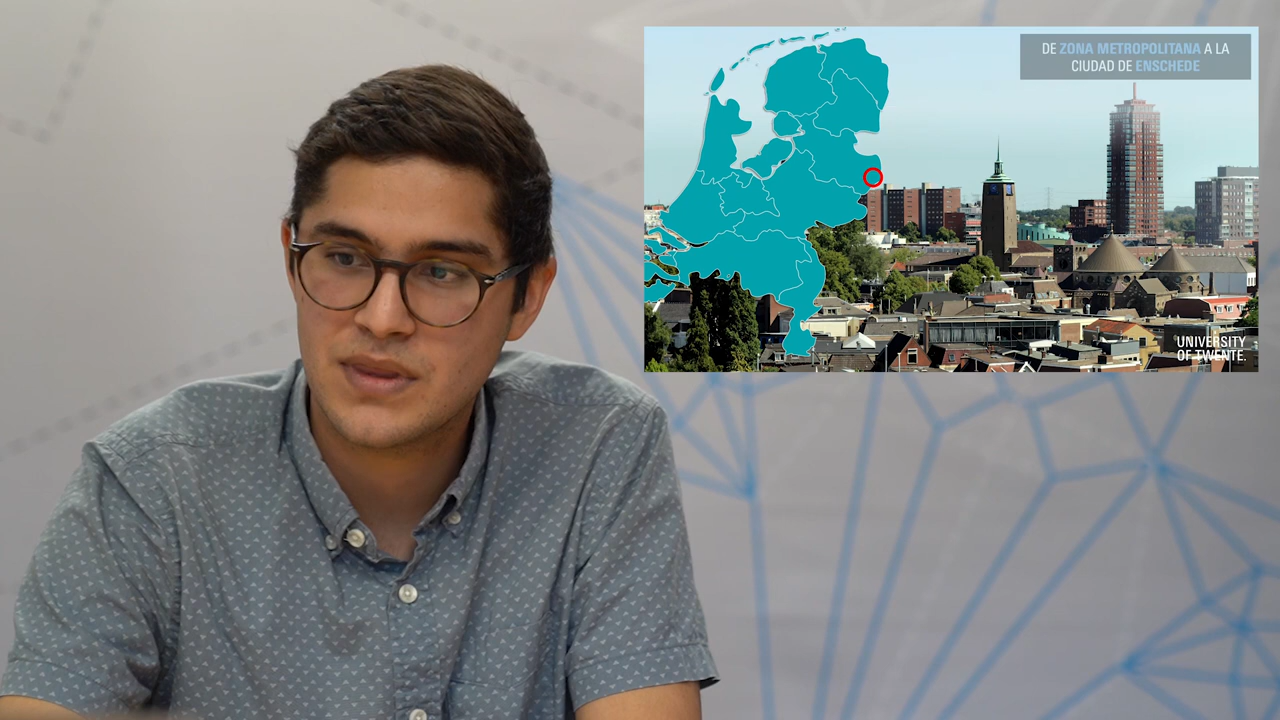 DE ZONA METROPOLITANA A LA
CIUDAD DE ENSCHEDE
UNIVERSITY
OF TWENTE.